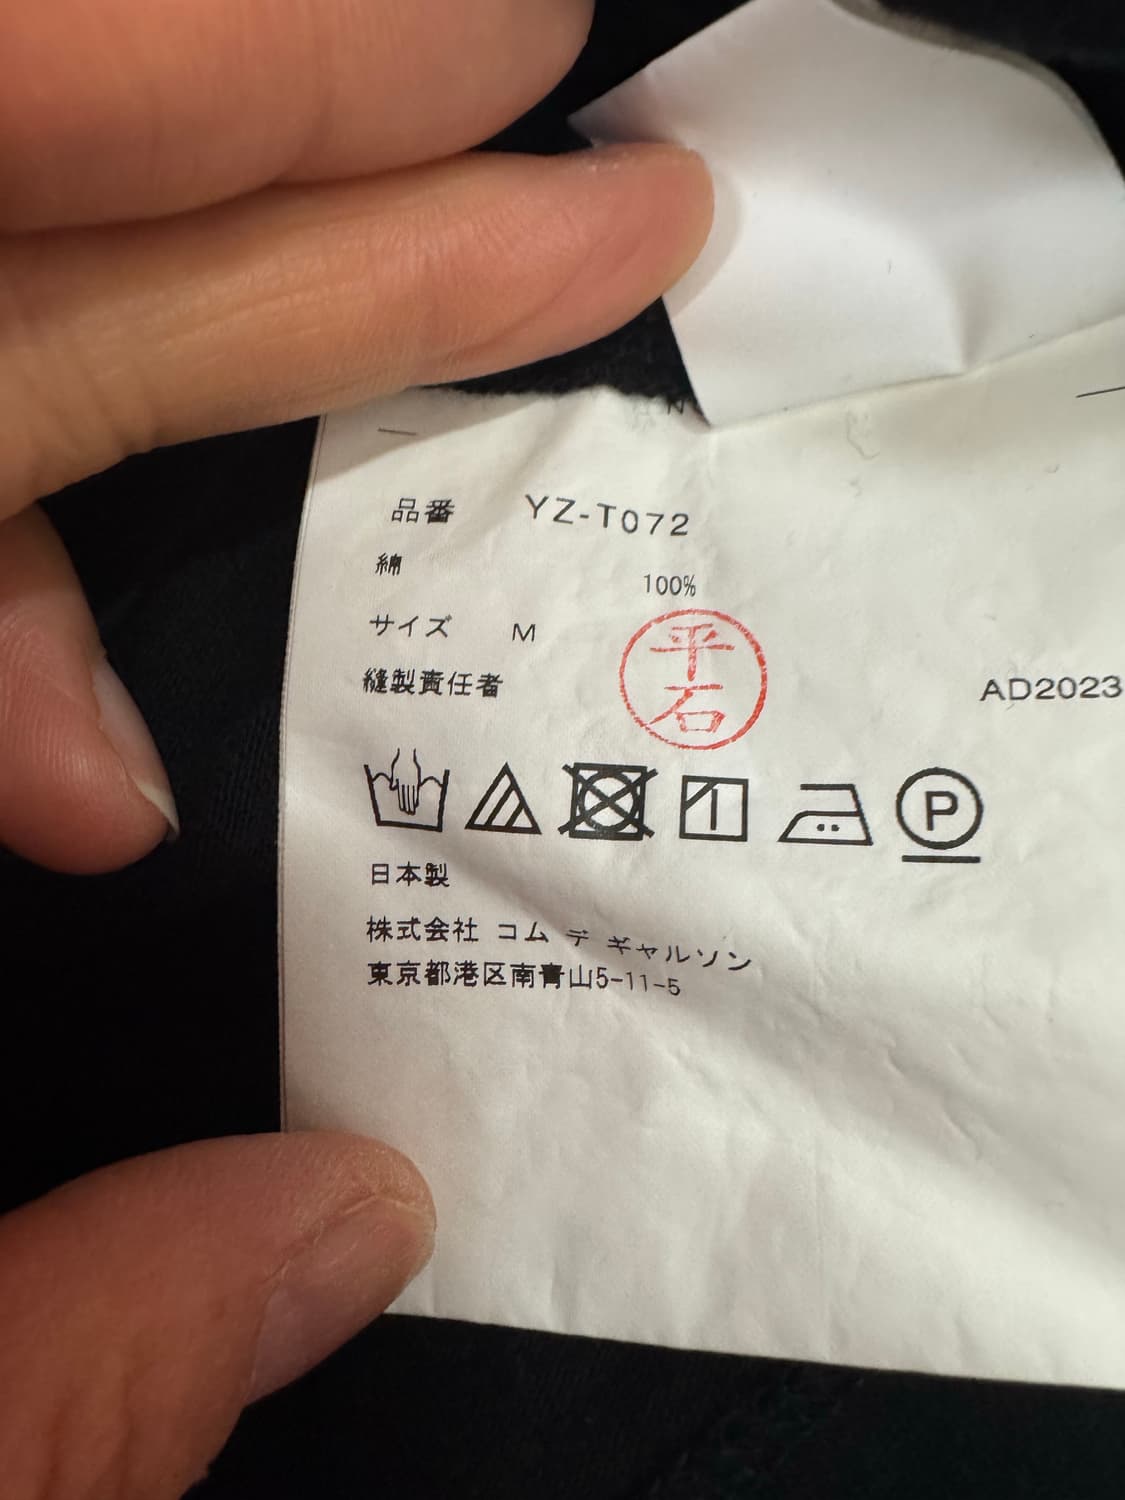 品番 YZ-T072
綿 100%
サイズ M
縫製責任者 平石 AD2023
P
日本製
株式会社 コム デ ギャルソン
東京都港区南青山5-11-5